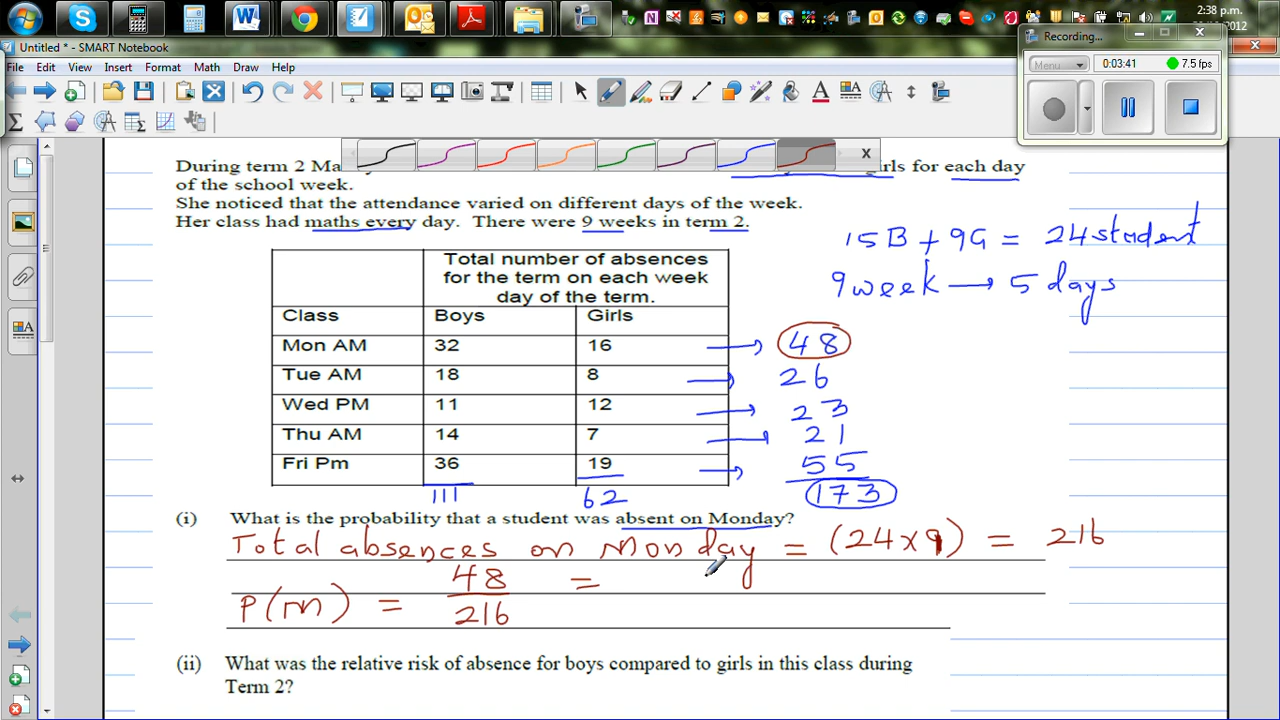 2:38 p.m.
Untitled * - SMART Notebook
Recording...
File Edit View Insert Format Math Draw Help
Menu 0:03:41 7.5 fps
During term 2 Ma girls for each day
of the school week.
She noticed that the attendance varied on different days of the week.
Her class had maths every day. There were 9 weeks in term 2.
15B + 9G = 24 student
9 week → 5 days
Total number of absences
for the term on each week
day of the term.
Class Boys Girls
Mon AM 32 16 → 48
Tue AM 18 8 → 26
Wed PM 11 12 → 23
Thu AM 14 7 → 21
Fri Pm 36 19 → 55
111 62 173
(i) What is the probability that a student was absent on Monday?
Total absences on Monday = (24×9) = 216
P(m) = 48/216 =
(ii) What was the relative risk of absence for boys compared to girls in this class during
Term 2?